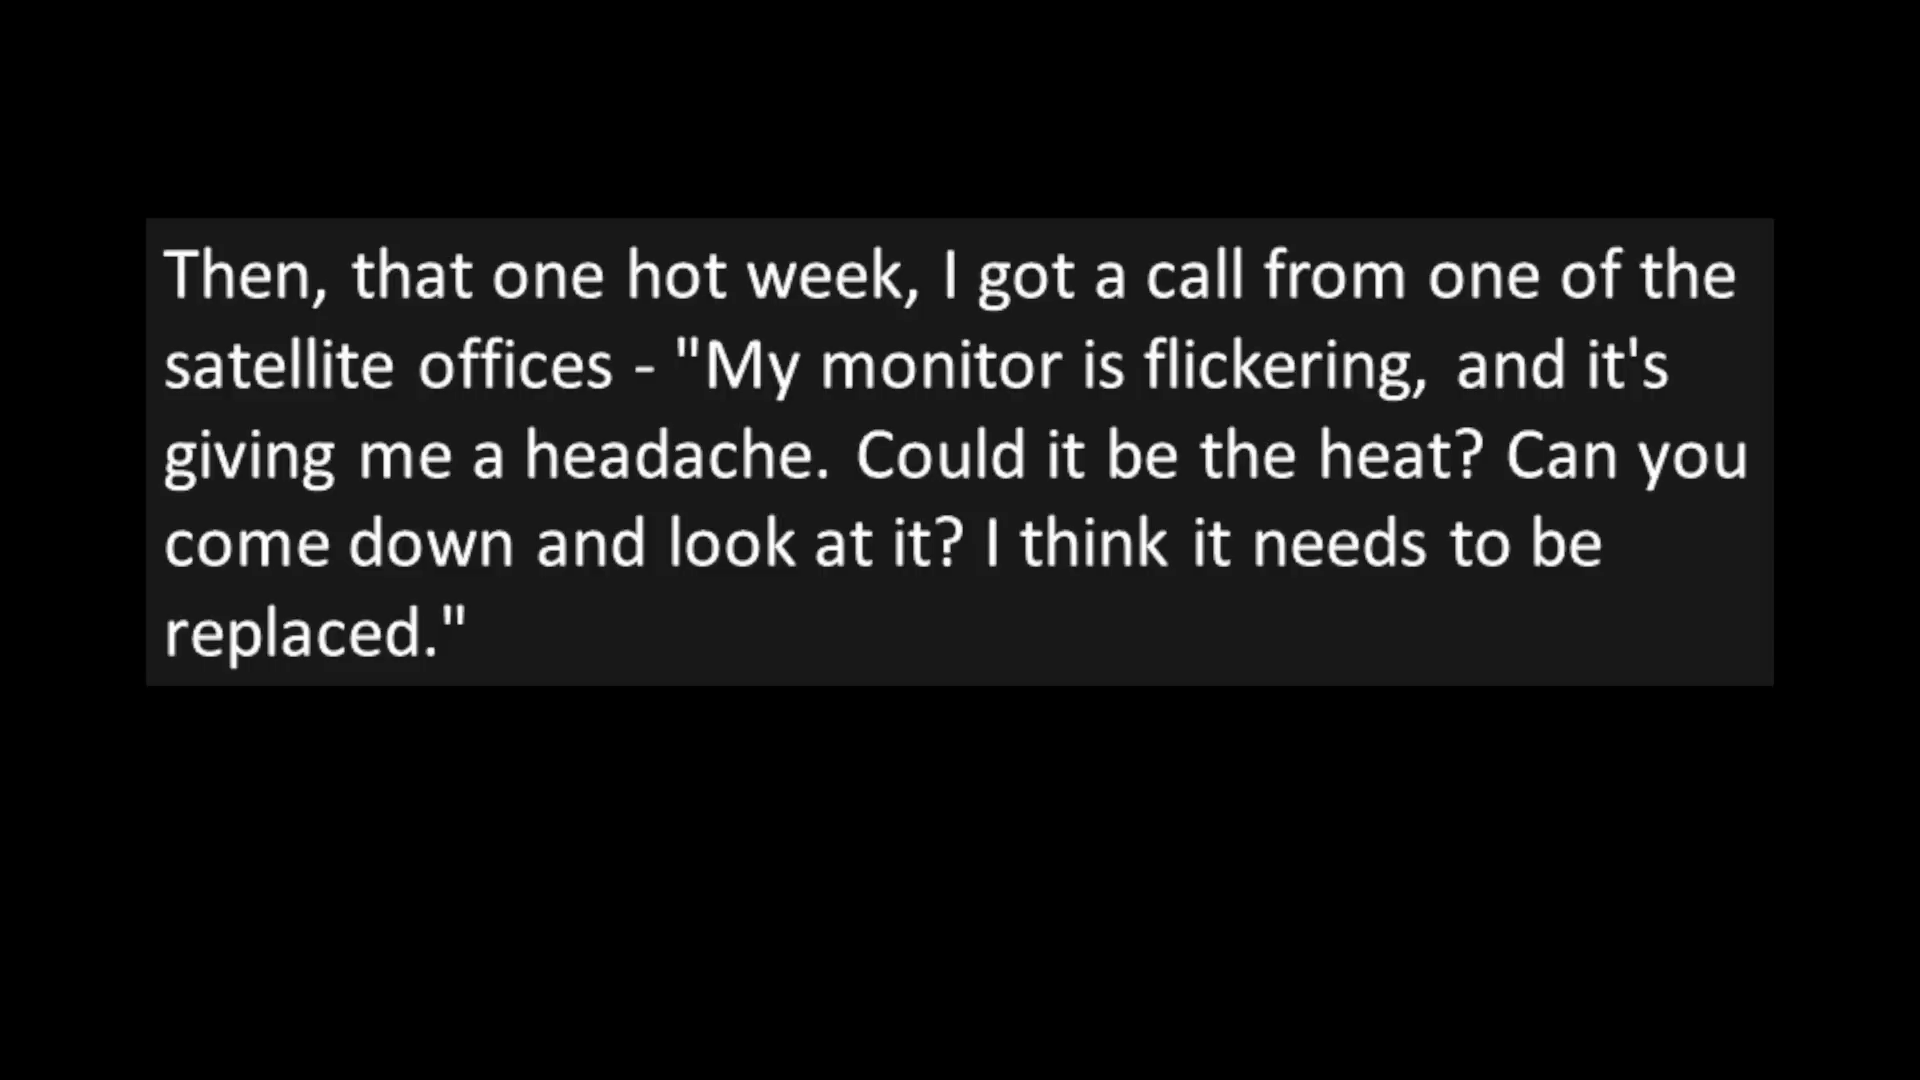 Then, that one hot week, I got a call from one of the
satellite offices - "My monitor is flickering, and it's
giving me a headache. Could it be the heat? Can you
come down and look at it? I think it needs to be
replaced."